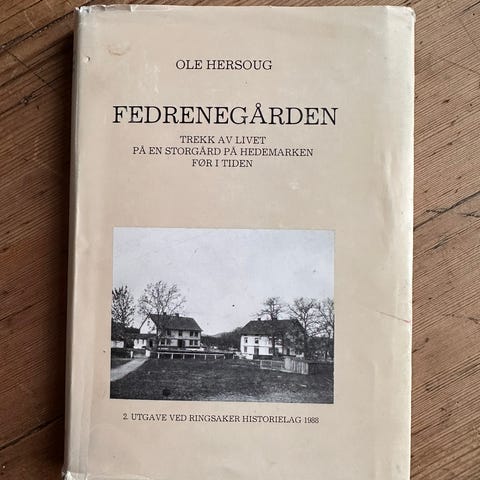 OLE HERSOUG
FEDRENEGÅRDEN
TREKK AV LIVET
PÅ EN STORGÅRD PÅ HEDEMARKEN
FØR I TIDEN
2. UTGAVE VED RINGSAKER HISTORIELAG 1988